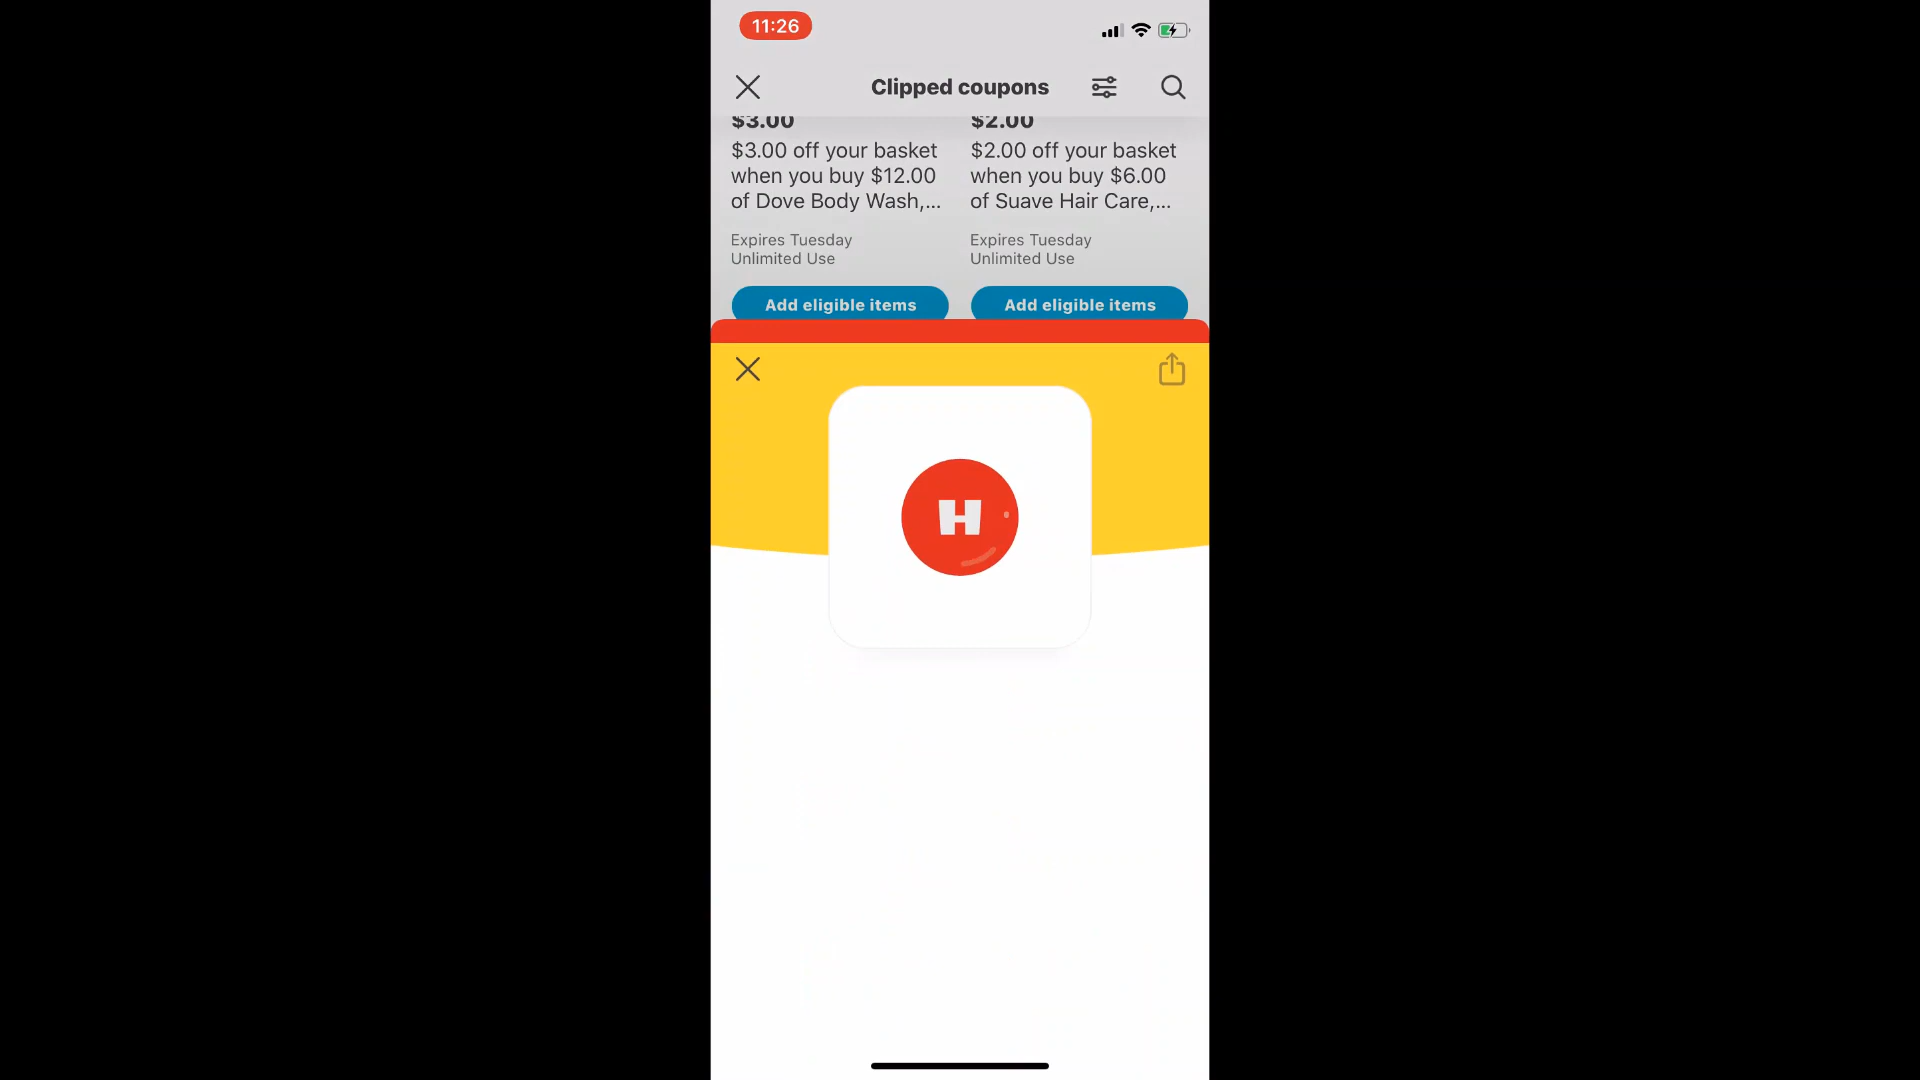 11:26
Clipped coupons
$3.00
$2.00
$3.00 off your basket
when you buy $12.00
of Dove Body Wash,...
$2.00 off your basket
when you buy $6.00
of Suave Hair Care,...
Expires Tuesday
Unlimited Use
Expires Tuesday
Unlimited Use
Add eligible items
Add eligible items
H